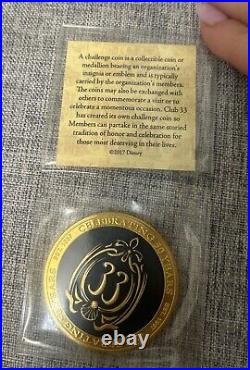 A challenge coin is a collectible coin or
medallion bearing an organization's
insignia or emblem and is typically
carried by the organization's members.
The coins may also be exchanged with
others to commemorate a visit or to
celebrate a momentous occasion. Club 33
has created its own challenge coin so
Members can partake in the same storied
tradition of honor and celebration for
those most deserving in their lives.
©2017 Disney
CELEBRATING
YEARS
33